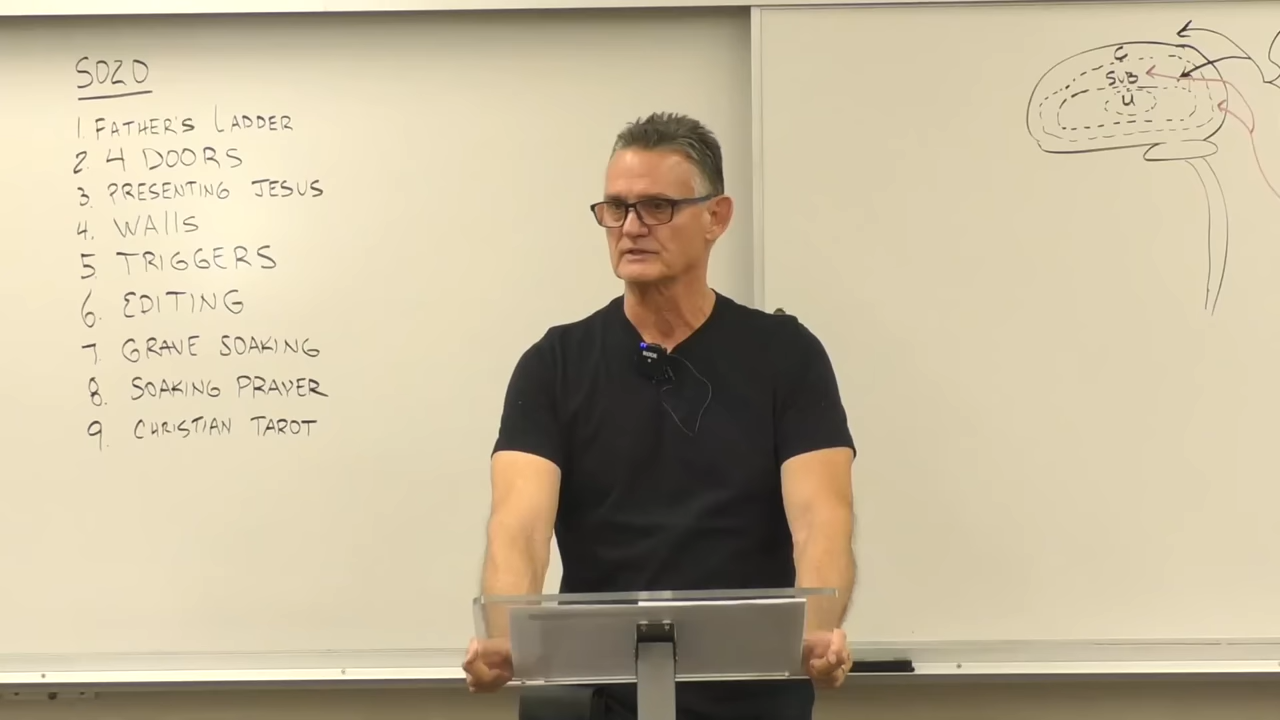 SOZO
1. FATHER'S LADDER
2. 4 DOORS
3. PRESENTING JESUS
4. WAllS
5. TRIGGERS
6. EDITING
7. GRAVE SOAKING
8. SOAKING PRAYER
9. CHRISTIAN TAROT
C
SUB
U